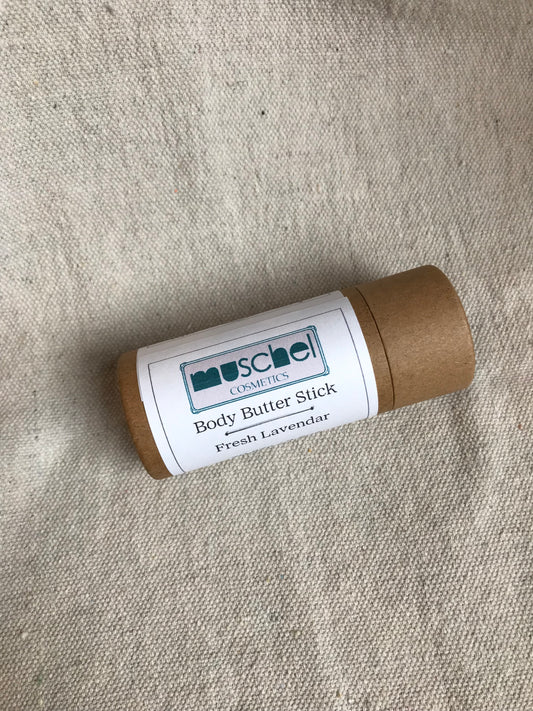 muschel
COSMETICS
Body Butter Stick
Fresh Lavendar